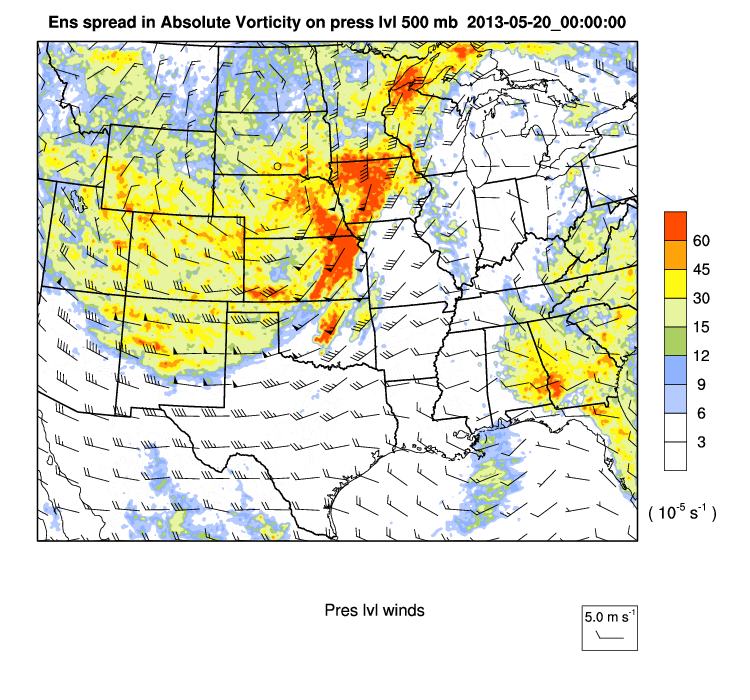 Ens spread in Absolute Vorticity on press lvl 500 mb 2013-05-20_00:00:00
60
45
30
15
12
9
6
3
( 10⁻⁵ s⁻¹ )
Pres lvl winds
5.0 m s⁻¹